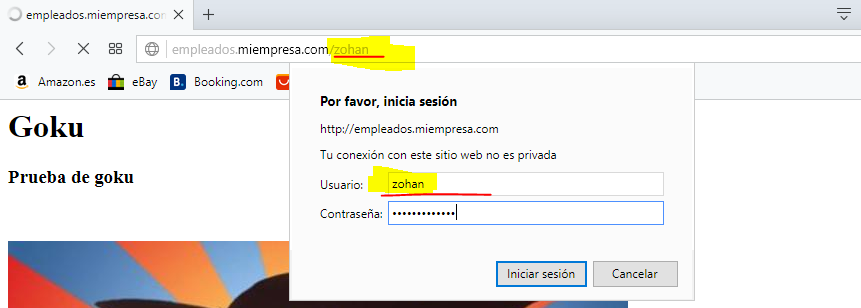 empleados.miempresa.com
empleados.miempresa.com/zohan
Amazon.es eBay B. Booking.com
Goku
Prueba de goku
Por favor, inicia sesión
http://empleados.miempresa.com
Tu conexión con este sitio web no es privada
Usuario: zohan
Contraseña: •••••••••••••
Iniciar sesión Cancelar